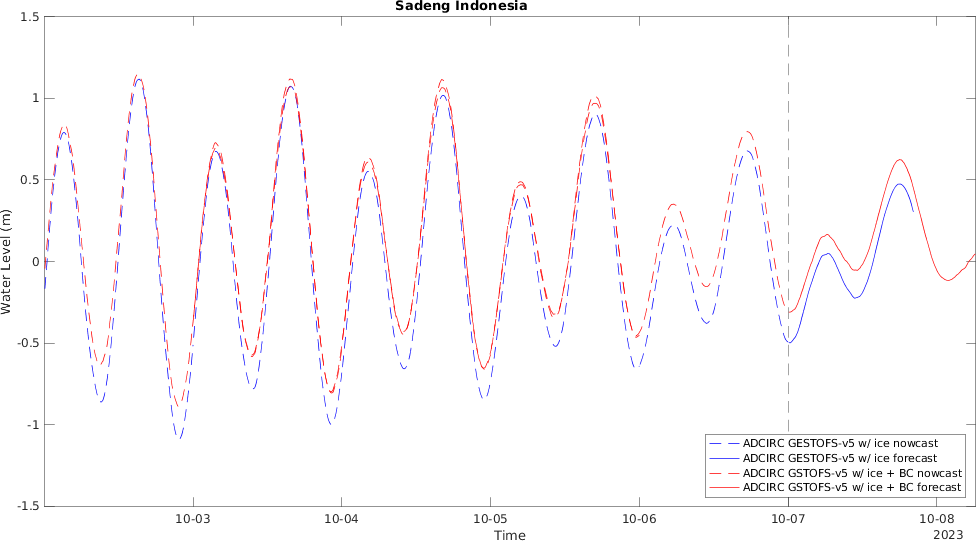 Sadeng Indonesia
1.5
1
0.5
0
-0.5
-1
-1.5
Water Level (m)
10-03
10-04
10-05
10-06
10-07
10-08
Time
2023
ADCIRC GESTOFS-v5 w/ ice nowcast
ADCIRC GESTOFS-v5 w/ ice forecast
ADCIRC GSTOFS-v5 w/ ice + BC nowcast
ADCIRC GSTOFS-v5 w/ ice + BC forecast